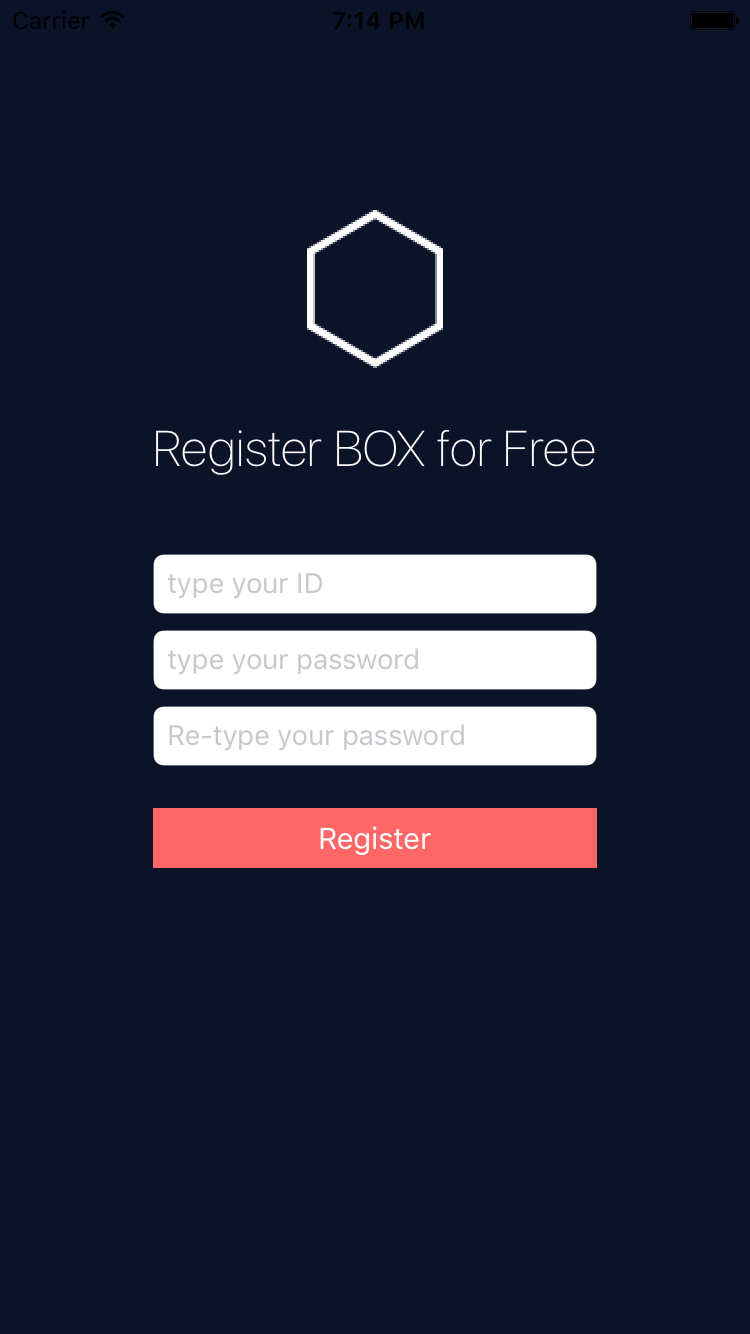 Carrier 7:14 PM
Register BOX for Free
type your ID
type your password
Re-type your password
Register